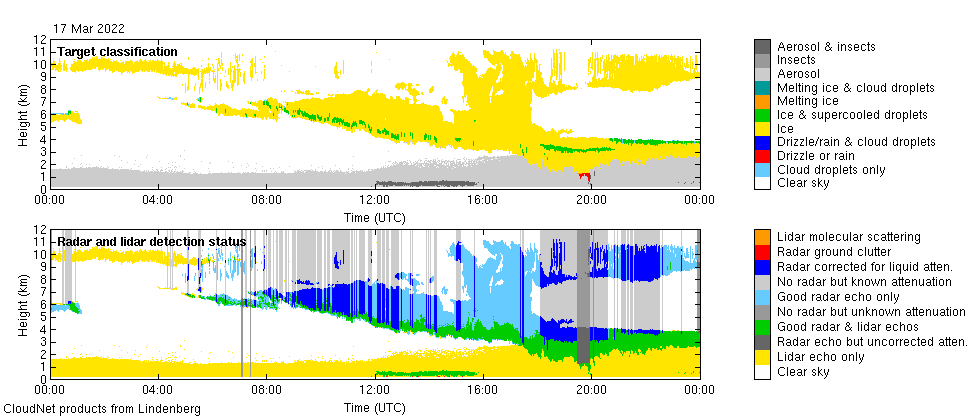 17 Mar 2022
Target classification
12
11
10
9
8
7
6
5
4
3
2
1
0
Height (km)
00:00 04:00 08:00 12:00 16:00 20:00 00:00
Time (UTC)
Aerosol & insects
Insects
Aerosol
Melting ice & cloud droplets
Melting ice
Ice & supercooled droplets
Ice
Drizzle/rain & cloud droplets
Drizzle or rain
Cloud droplets only
Clear sky
Radar and lidar detection status
12
11
10
9
8
7
6
5
4
3
2
1
0
Height (km)
00:00 04:00 08:00 12:00 16:00 20:00 00:00
Time (UTC)
Lidar molecular scattering
Radar ground clutter
Radar corrected for liquid atten.
No radar but known attenuation
Good radar echo only
No radar but unknown attenuation
Good radar & lidar echos
Radar echo but uncorrected atten.
Lidar echo only
Clear sky
CloudNet products from Lindenberg